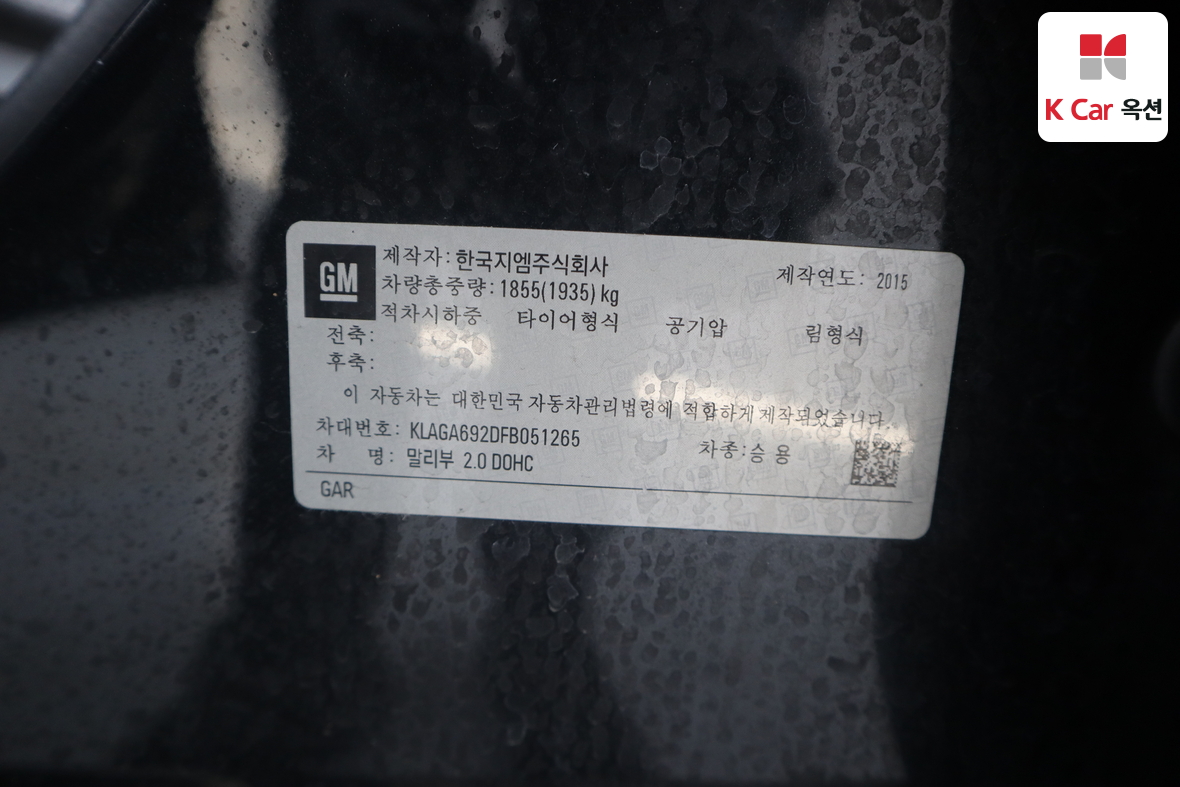 K Car 옥션
GM
제작자: 한국지엠주식회사 제작연도: 2015
차량총중량: 1855(1935) kg
적차시하중 타이어형식 공기압 림형식
전축:
후축:
이 자동차는 대한민국 자동차관리법령에 적합하게 제작되었습니다.
차대번호: KLAGA692DFB051265 차종: 승 용
차 명: 말리부 2.0 DOHC
GAR